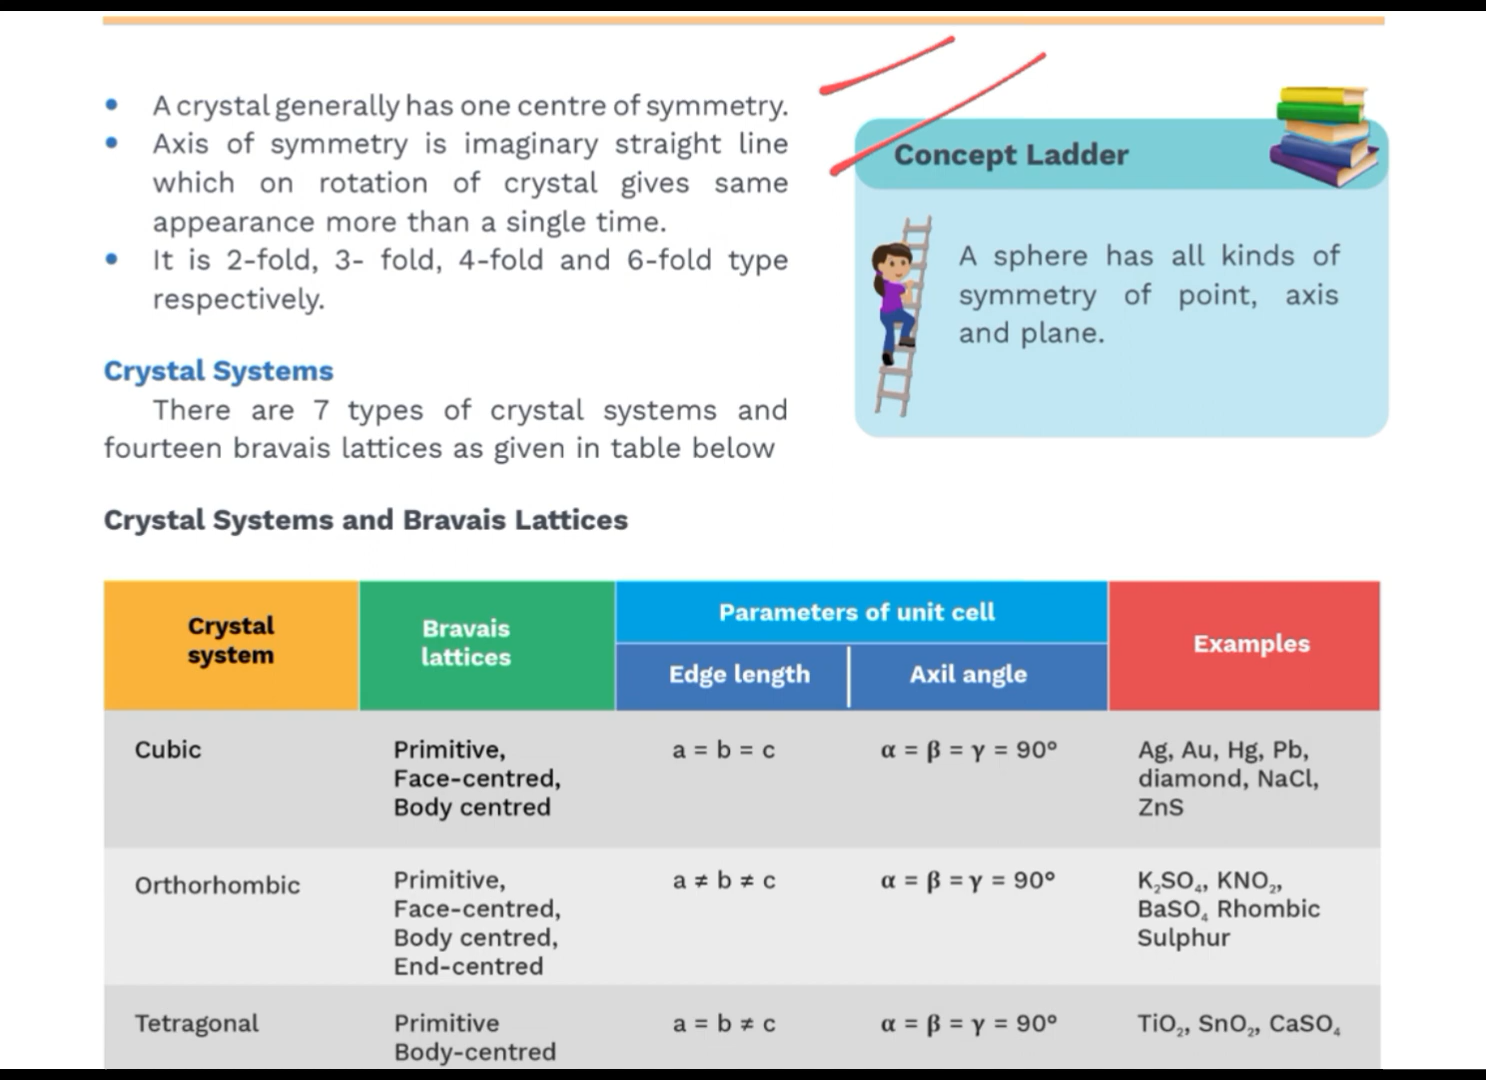 • A crystal generally has one centre of symmetry.
• Axis of symmetry is imaginary straight line
which on rotation of crystal gives same
appearance more than a single time.
• It is 2-fold, 3- fold, 4-fold and 6-fold type
respectively.
Concept Ladder
A sphere has all kinds of
symmetry of point, axis
and plane.
Crystal Systems
There are 7 types of crystal systems and
fourteen bravais lattices as given in table below
Crystal Systems and Bravais Lattices
Crystal
system
Bravais
lattices
Parameters of unit cell
Edge length
Axil angle
Examples
Cubic
Primitive,
Face-centred,
Body centred
a = b = c
α = β = γ = 90°
Ag, Au, Hg, Pb,
diamond, NaCl,
ZnS
Orthorhombic
Primitive,
Face-centred,
Body centred,
End-centred
a ≠ b ≠ c
α = β = γ = 90°
K₂SO₄, KNO₂,
BaSO₄ Rhombic
Sulphur
Tetragonal
Primitive
Body-centred
a = b ≠ c
α = β = γ = 90°
TiO₂, SnO₂, CaSO₄